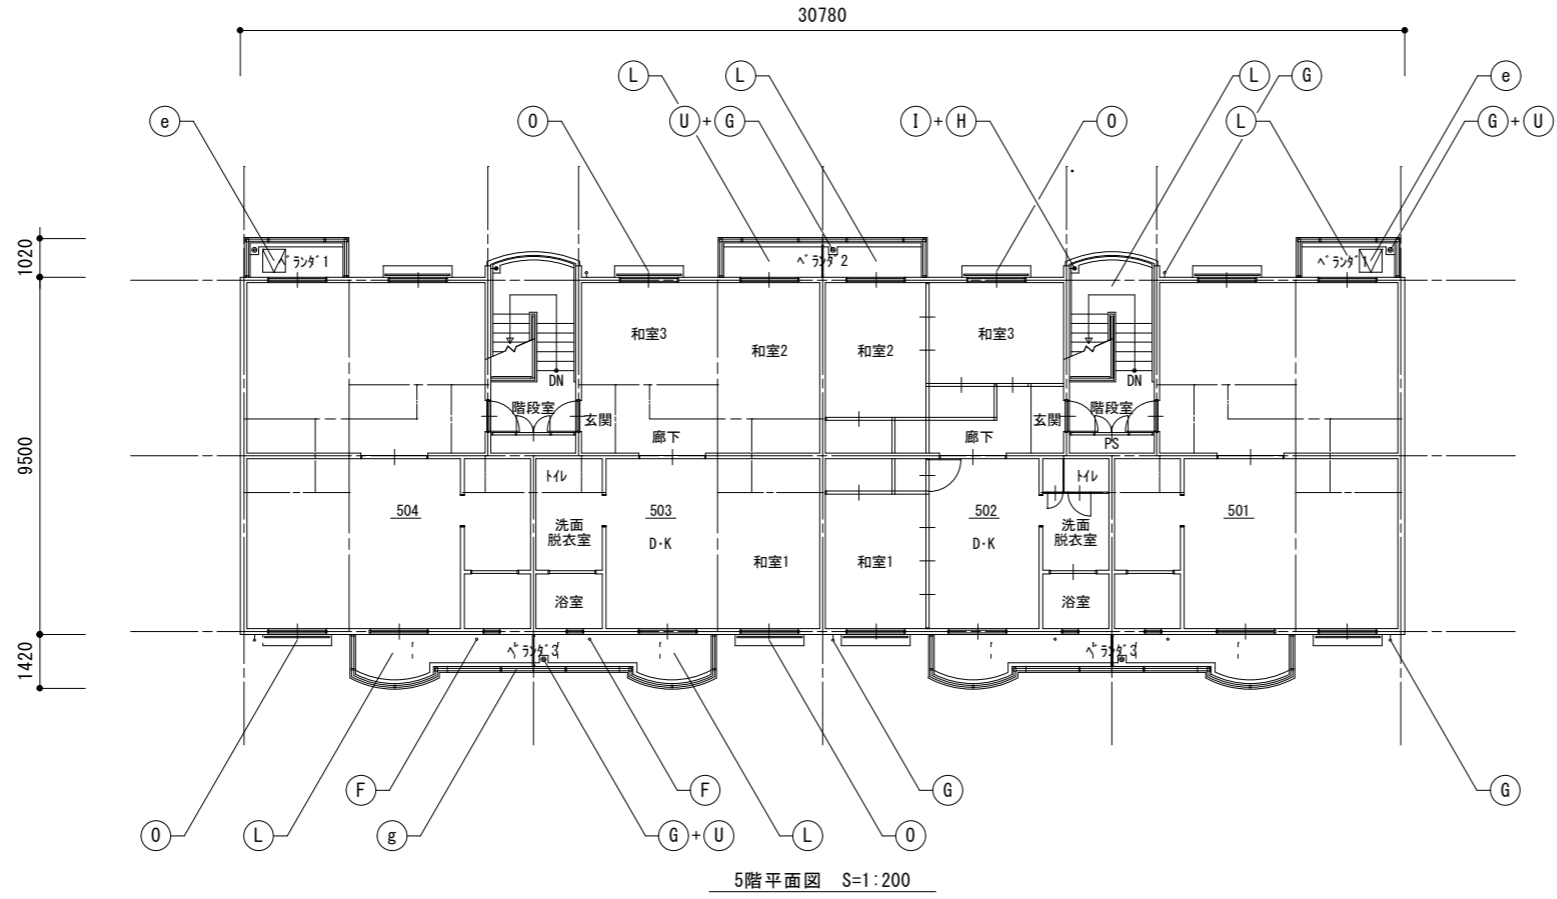 30780
L
L
L
G
e
e
O
U+G
I+H
O
L
G+U
1020
ベランダ1
ベランダ2
ベランダ1
和室3
和室2
和室2
和室3
DN
DN
階段室
玄関
廊下
廊下
玄関
階段室
PS
9500
トイレ
トイレ
504
洗面
脱衣室
503
D・K
和室1
和室1
502
D・K
洗面
脱衣室
501
浴室
浴室
1420
ベランダ3
ベランダ3
F
F
G
G
O
L
g
G+U
L
O
5階平面図 S=1:200